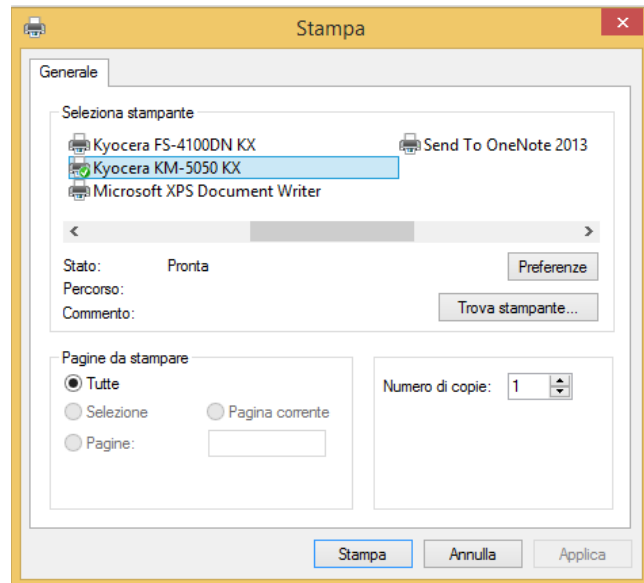 Stampa
Generale
Seleziona stampante
Kyocera FS-4100DN KX
Send To OneNote 2013
Kyocera KM-5050 KX
Microsoft XPS Document Writer
Stato: Pronta
Preferenze
Percorso:
Commento:
Trova stampante...
Pagine da stampare
Tutte
Selezione
Pagina corrente
Pagine:
Numero di copie: 1
Stampa Annulla Applica